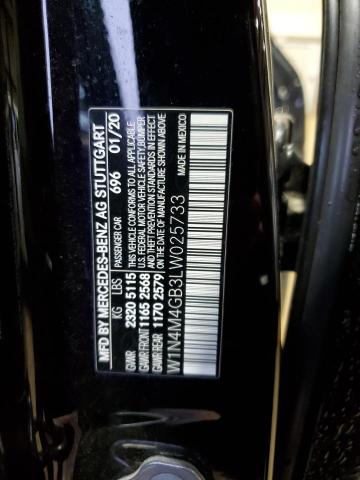 MFD BY MERCEDES-BENZ AG STUTTGART
PASSENGER CAR 696 01/20
KG LBS
GVWR 2320 5115
GAWR FRONT 1165 2568
GAWR REAR 1170 2579
THIS VEHICLE CONFORMS TO ALL APPLICABLE
U.S. FEDERAL MOTOR VEHICLE SAFETY, BUMPER,
AND THEFT PREVENTION STANDARDS IN EFFECT
ON THE DATE OF MANUFACTURE SHOWN ABOVE.
W1N4M4GB3LW025733
MADE IN MEXICO